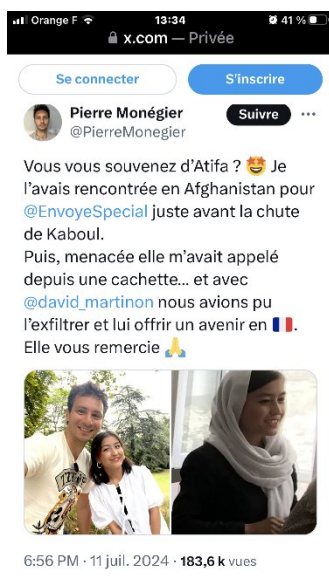 Orange F 13:34 41 %
x.com — Privée
Se connecter S'inscrire
Pierre Monégier Suivre ...
@PierreMonegier
Vous vous souvenez d'Atifa ? 🤩 Je
l'avais rencontrée en Afghanistan pour
@EnvoyeSpecial juste avant la chute
de Kaboul.
Puis, menacée elle m'avait appelé
depuis une cachette... et avec
@david_martinon nous avions pu
l'exfiltrer et lui offrir un avenir en 🇫🇷.
Elle vous remercie 🙏
6:56 PM · 11 juil. 2024 · 183,6 k vues